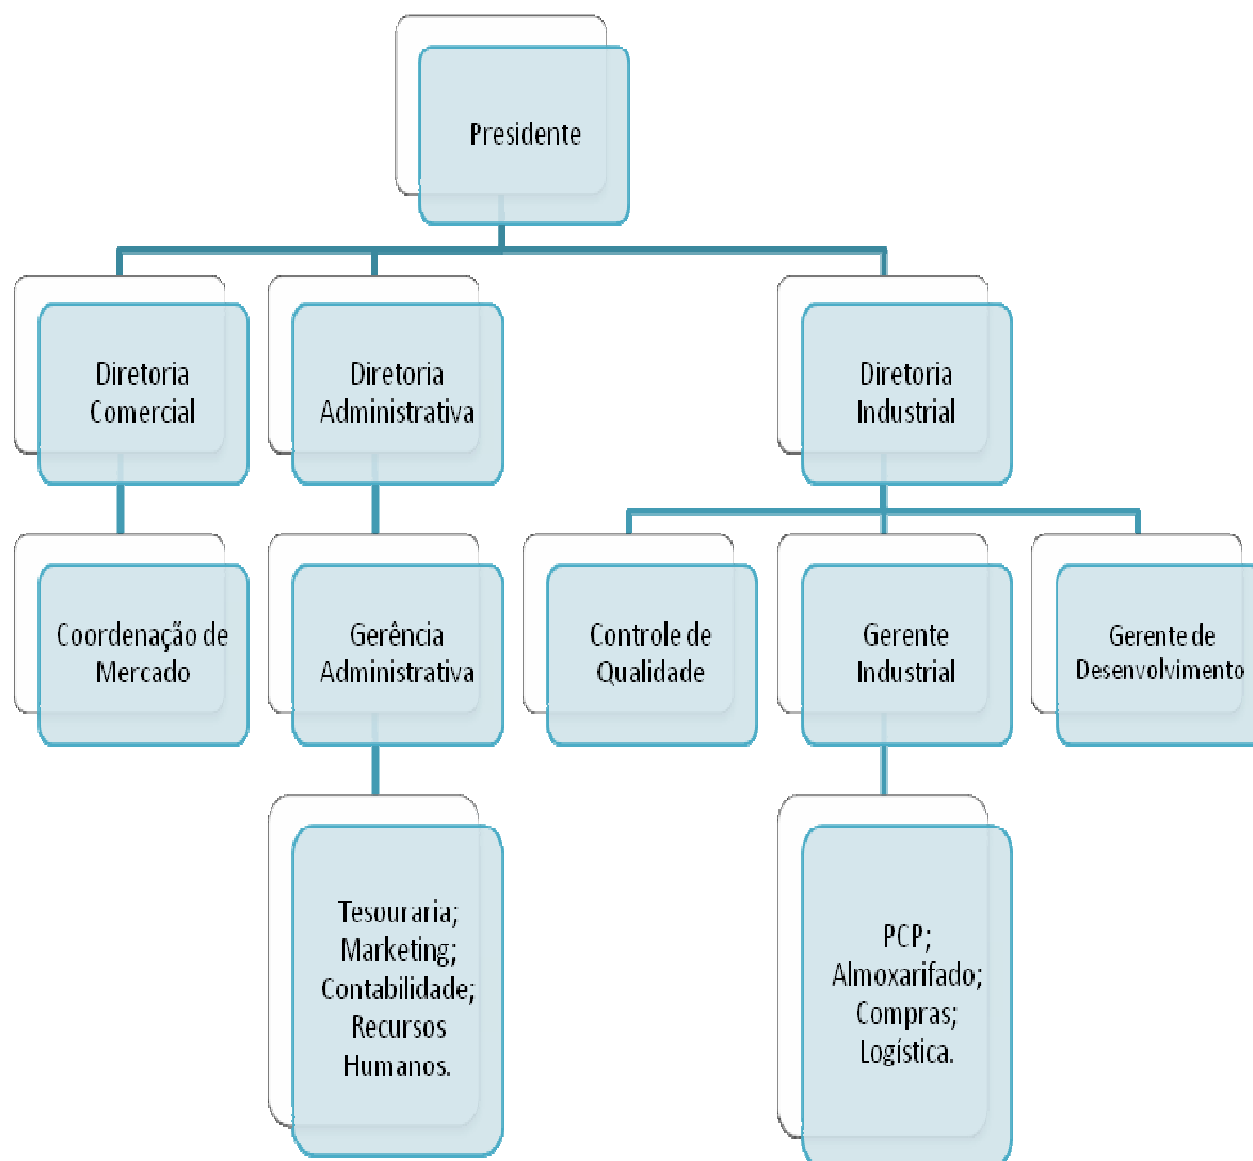 Presidente
Diretoria
Comercial
Diretoria
Administrativa
Diretoria
Industrial
Coordenação de
Mercado
Gerência
Administrativa
Controle de
Qualidade
Gerente
Industrial
Gerente de
Desenvolvimento
Tesouraria;
Marketing;
Contabilidade;
Recursos
Humanos.
PCP;
Almoxarifado;
Compras;
Logística.